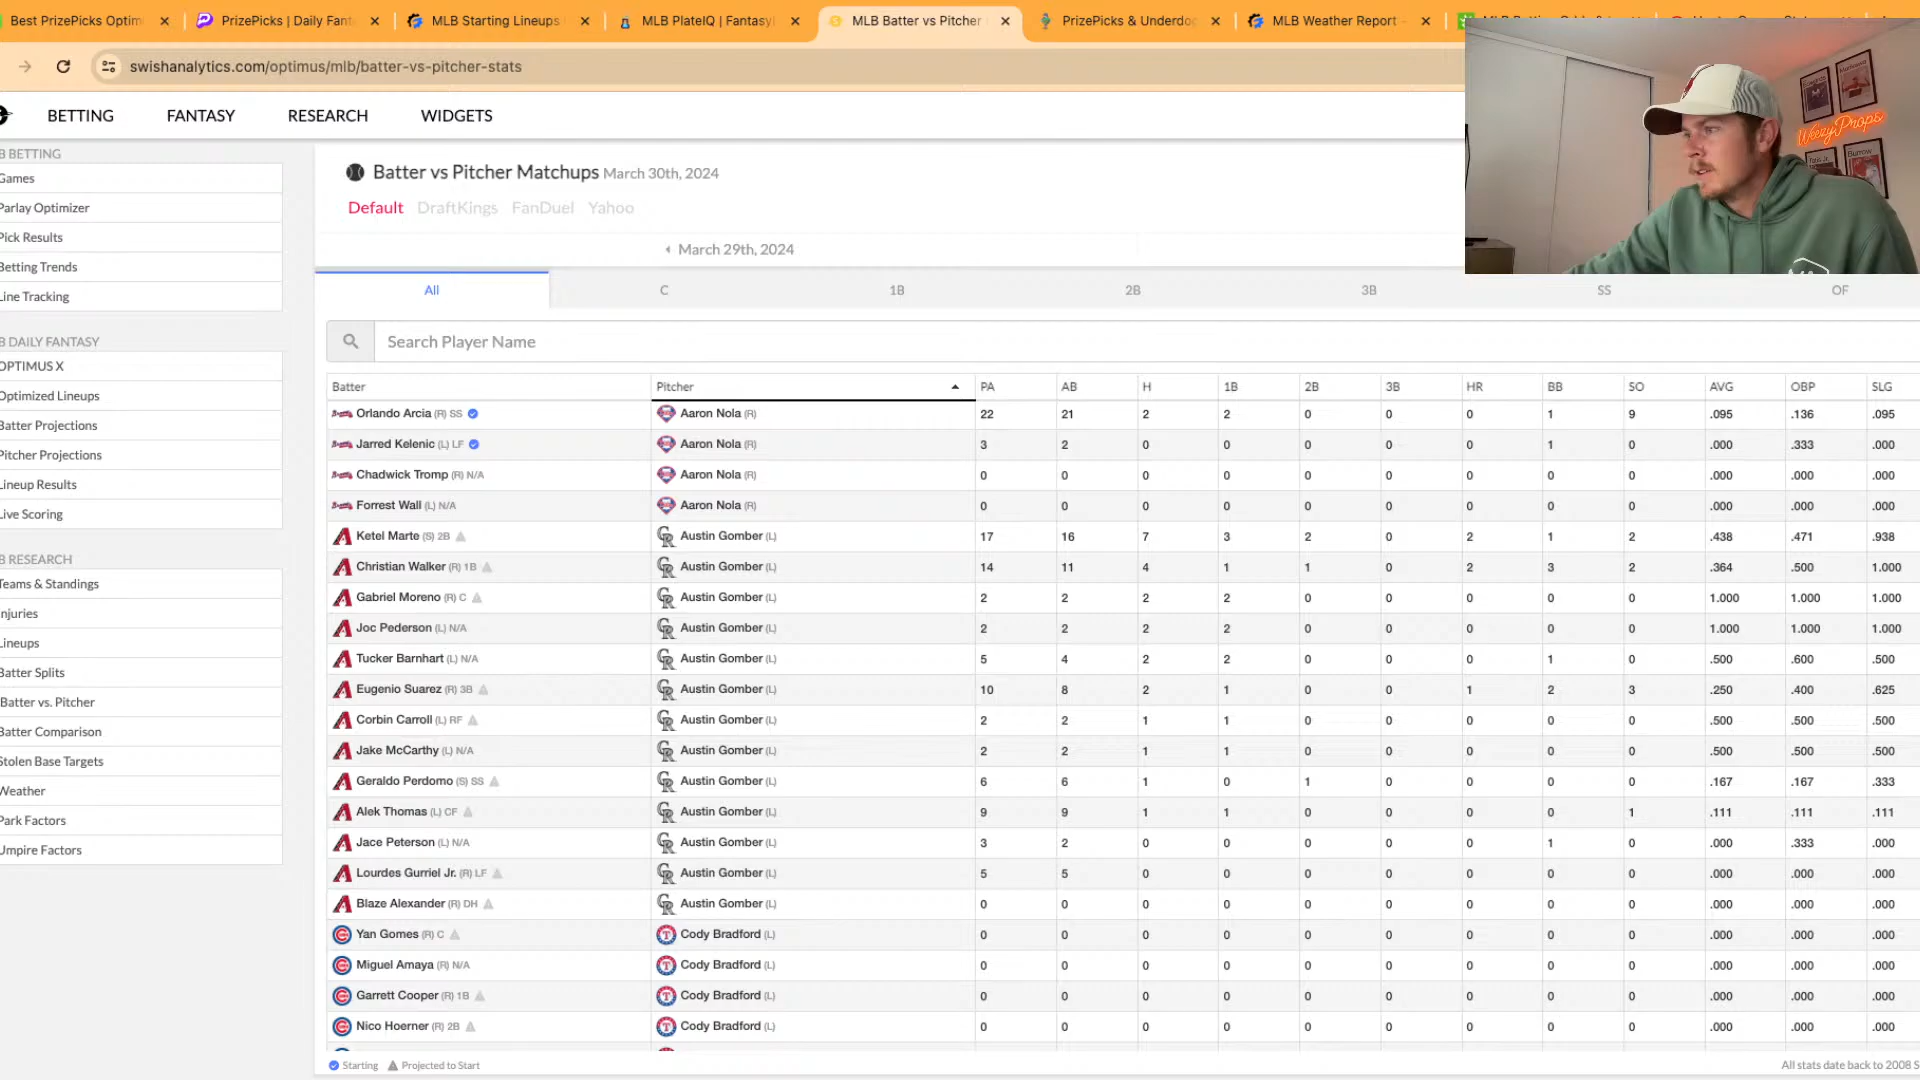 Best PrizePicks Optim
PrizePicks | Daily Fant
MLB Starting Lineups
MLB PlateIQ | Fantasy
MLB Batter vs Pitcher
PrizePicks & Underdo
MLB Weather Report -
swishanalytics.com/optimus/mlb/batter-vs-pitcher-stats
BETTING FANTASY RESEARCH WIDGETS
WeezyProps
Burrow
B BETTING
Games
Parlay Optimizer
Pick Results
Betting Trends
Line Tracking
B DAILY FANTASY
OPTIMUS X
Optimized Lineups
Batter Projections
Pitcher Projections
Lineup Results
Live Scoring
B RESEARCH
Teams & Standings
Injuries
Lineups
Batter Splits
Batter vs. Pitcher
Batter Comparison
Stolen Base Targets
Weather
Park Factors
Umpire Factors
Batter vs Pitcher Matchups March 30th, 2024
Default DraftKings FanDuel Yahoo
March 29th, 2024
All C 1B 2B 3B SS OF
Search Player Name
Batter Pitcher PA AB H 1B 2B 3B HR BB SO AVG OBP SLG
Orlando Arcia (R) SS Aaron Nola (R) 22 21 2 2 0 0 0 1 9 .095 .136 .095
Jarred Kelenic (L) LF Aaron Nola (R) 3 2 0 0 0 0 0 1 0 .000 .333 .000
Chadwick Tromp (R) N/A Aaron Nola (R) 0 0 0 0 0 0 0 0 0 .000 .000 .000
Forrest Wall (L) N/A Aaron Nola (R) 0 0 0 0 0 0 0 0 0 .000 .000 .000
Ketel Marte (S) 2B Austin Gomber (L) 17 16 7 3 2 0 2 1 2 .438 .471 .938
Christian Walker (R) 1B Austin Gomber (L) 14 11 4 1 1 0 2 3 2 .364 .500 1.000
Gabriel Moreno (R) C Austin Gomber (L) 2 2 2 2 0 0 0 0 0 1.000 1.000 1.000
Joc Pederson (L) N/A Austin Gomber (L) 2 2 2 2 0 0 0 0 0 1.000 1.000 1.000
Tucker Barnhart (L) N/A Austin Gomber (L) 5 4 2 2 0 0 0 1 0 .500 .600 .500
Eugenio Suarez (R) 3B Austin Gomber (L) 10 8 2 1 0 0 1 2 3 .250 .400 .625
Corbin Carroll (L) RF Austin Gomber (L) 2 2 1 1 0 0 0 0 0 .500 .500 .500
Jake McCarthy (L) N/A Austin Gomber (L) 2 2 1 1 0 0 0 0 0 .500 .500 .500
Geraldo Perdomo (S) SS Austin Gomber (L) 6 6 1 0 1 0 0 0 0 .167 .167 .333
Alek Thomas (L) CF Austin Gomber (L) 9 9 1 1 0 0 0 0 1 .111 .111 .111
Jace Peterson (L) N/A Austin Gomber (L) 3 2 0 0 0 0 0 1 0 .000 .333 .000
Lourdes Gurriel Jr. (R) LF Austin Gomber (L) 5 5 0 0 0 0 0 0 0 .000 .000 .000
Blaze Alexander (R) DH Austin Gomber (L) 0 0 0 0 0 0 0 0 0 .000 .000 .000
Yan Gomes (R) C Cody Bradford (L) 0 0 0 0 0 0 0 0 0 .000 .000 .000
Miguel Amaya (R) N/A Cody Bradford (L) 0 0 0 0 0 0 0 0 0 .000 .000 .000
Garrett Cooper (R) 1B Cody Bradford (L) 0 0 0 0 0 0 0 0 0 .000 .000 .000
Nico Hoerner (R) 2B Cody Bradford (L) 0 0 0 0 0 0 0 0 0 .000 .000 .000
Starting Projected to Start
All stats date back to 2008 S